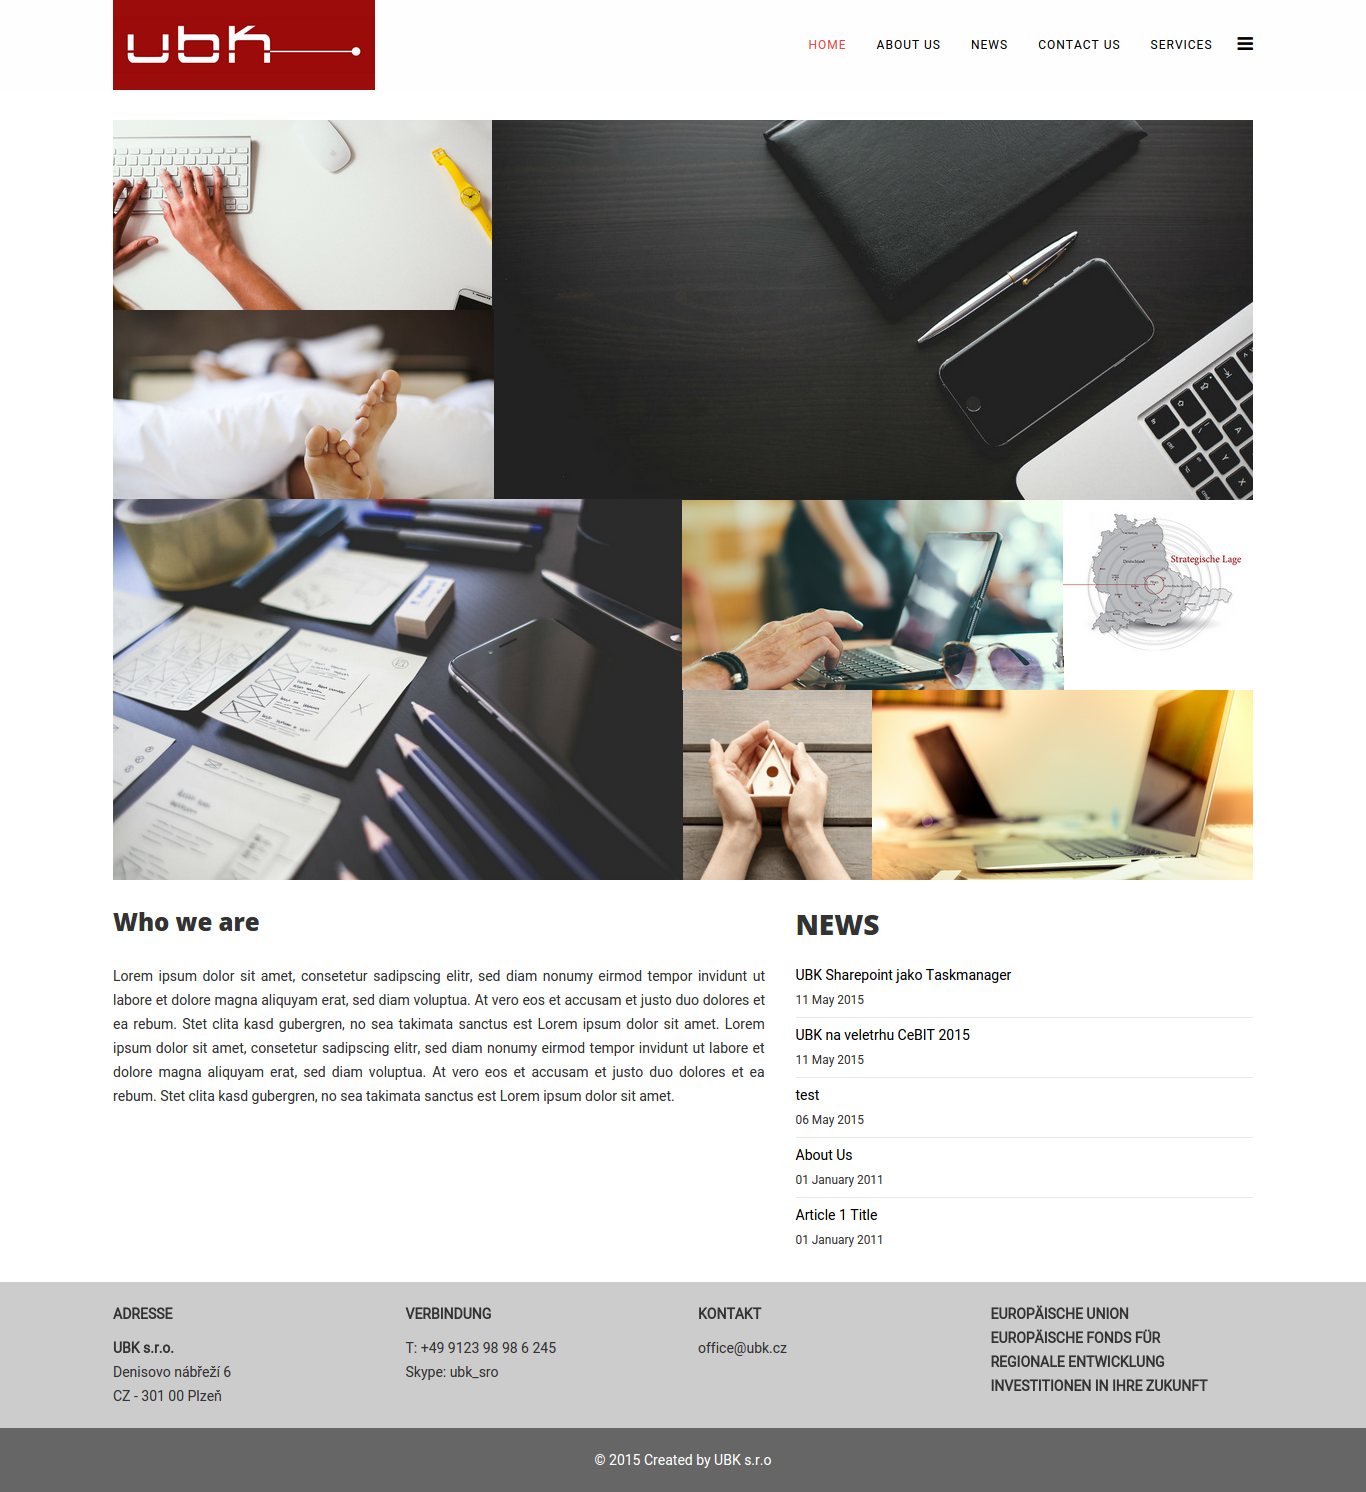 ubk
HOME ABOUT US NEWS CONTACT US SERVICES
Strategische Lage
Deutschland
Who we are
Lorem ipsum dolor sit amet, consetetur sadipscing elitr, sed diam nonumy eirmod tempor invidunt ut
labore et dolore magna aliquyam erat, sed diam voluptua. At vero eos et accusam et justo duo dolores et
ea rebum. Stet clita kasd gubergren, no sea takimata sanctus est Lorem ipsum dolor sit amet. Lorem
ipsum dolor sit amet, consetetur sadipscing elitr, sed diam nonumy eirmod tempor invidunt ut labore et
dolore magna aliquyam erat, sed diam voluptua. At vero eos et accusam et justo duo dolores et ea
rebum. Stet clita kasd gubergren, no sea takimata sanctus est Lorem ipsum dolor sit amet.
NEWS
UBK Sharepoint jako Taskmanager
11 May 2015
UBK na veletrhu CeBIT 2015
11 May 2015
test
06 May 2015
About Us
01 January 2011
Article 1 Title
01 January 2011
ADRESSE
UBK s.r.o.
Denisovo nábřeží 6
CZ - 301 00 Plzeň
VERBINDUNG
T: +49 9123 98 98 6 245
Skype: ubk_sro
KONTAKT
office@ubk.cz
EUROPÄISCHE UNION
EUROPÄISCHE FONDS FÜR
REGIONALE ENTWICKLUNG
INVESTITIONEN IN IHRE ZUKUNFT
© 2015 Created by UBK s.r.o